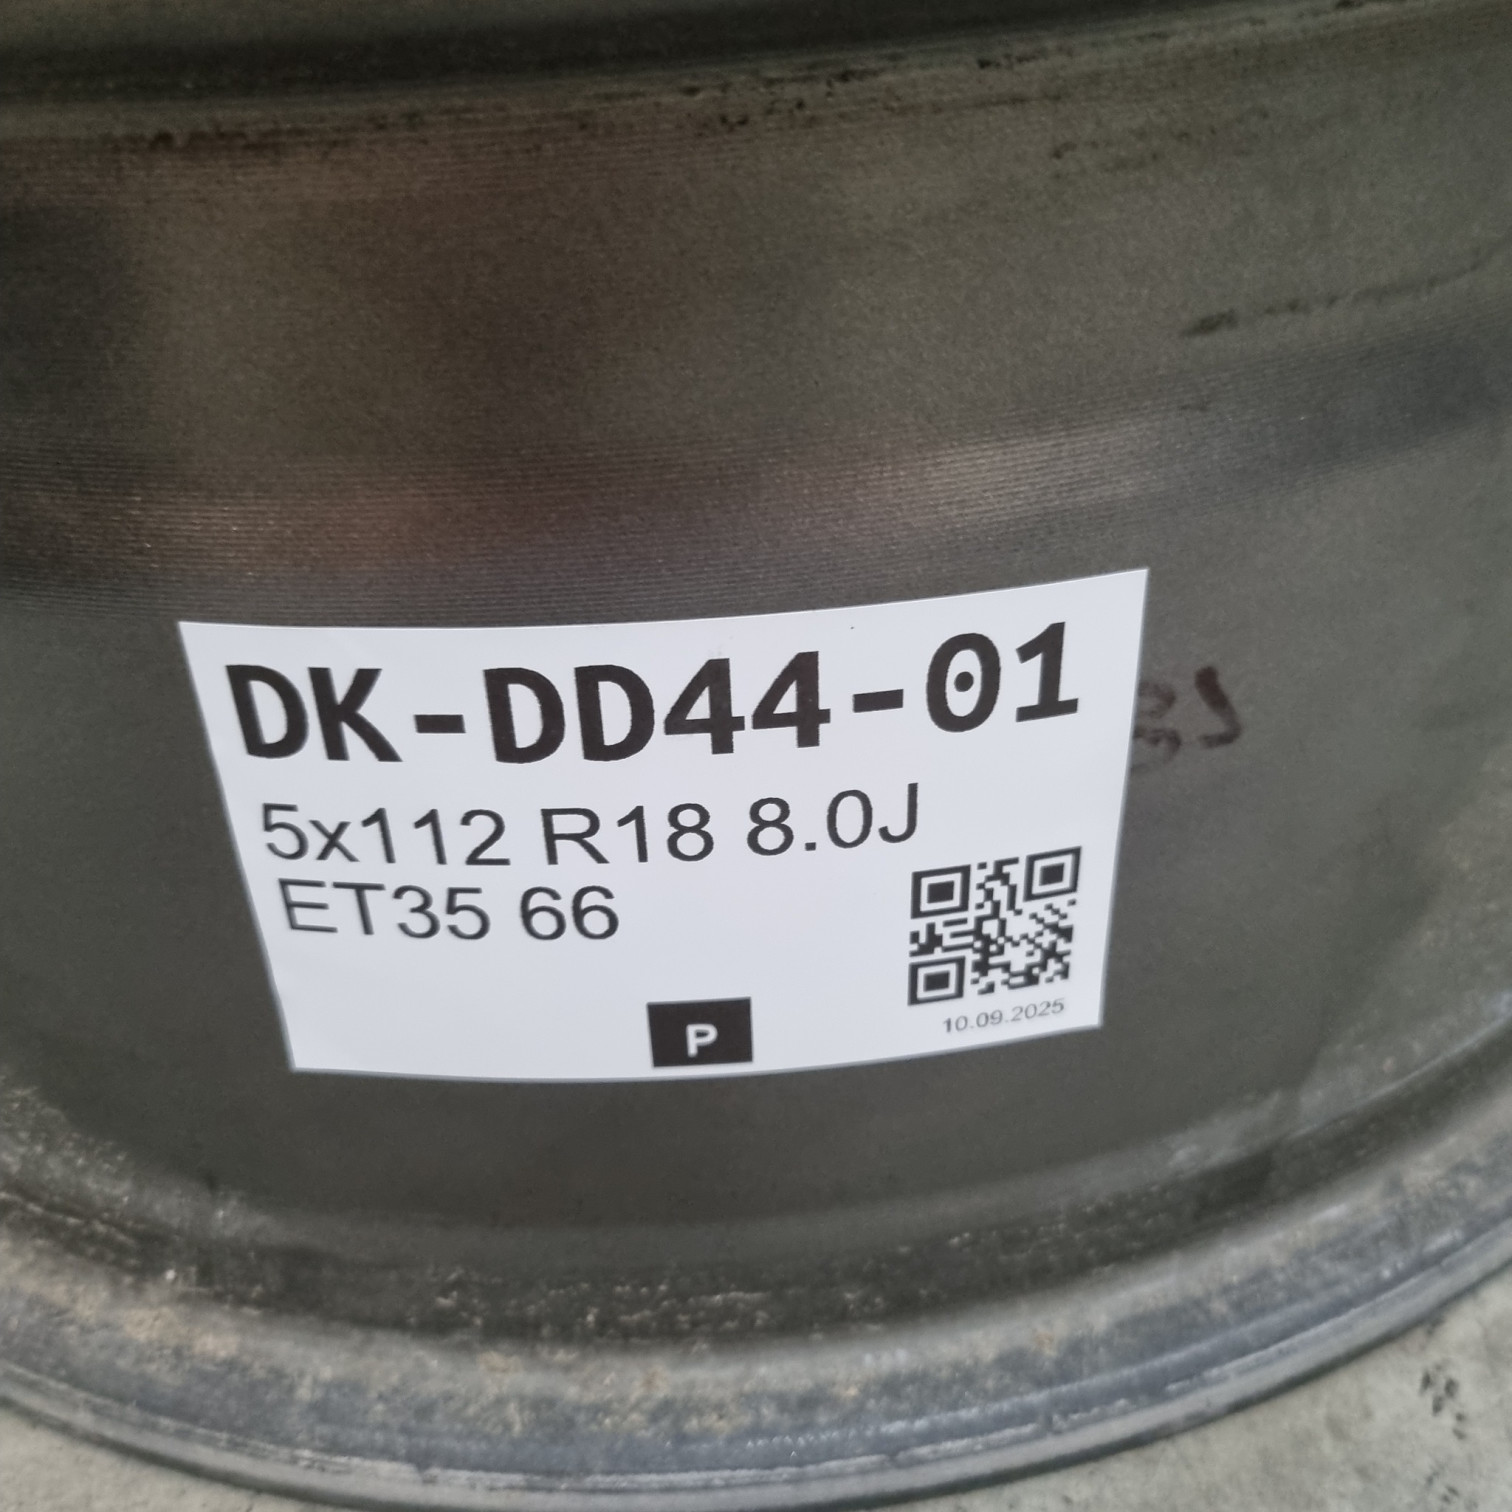 DK-DD44-01
5x112 R18 8.0J
ET35 66
P
10.09.2025